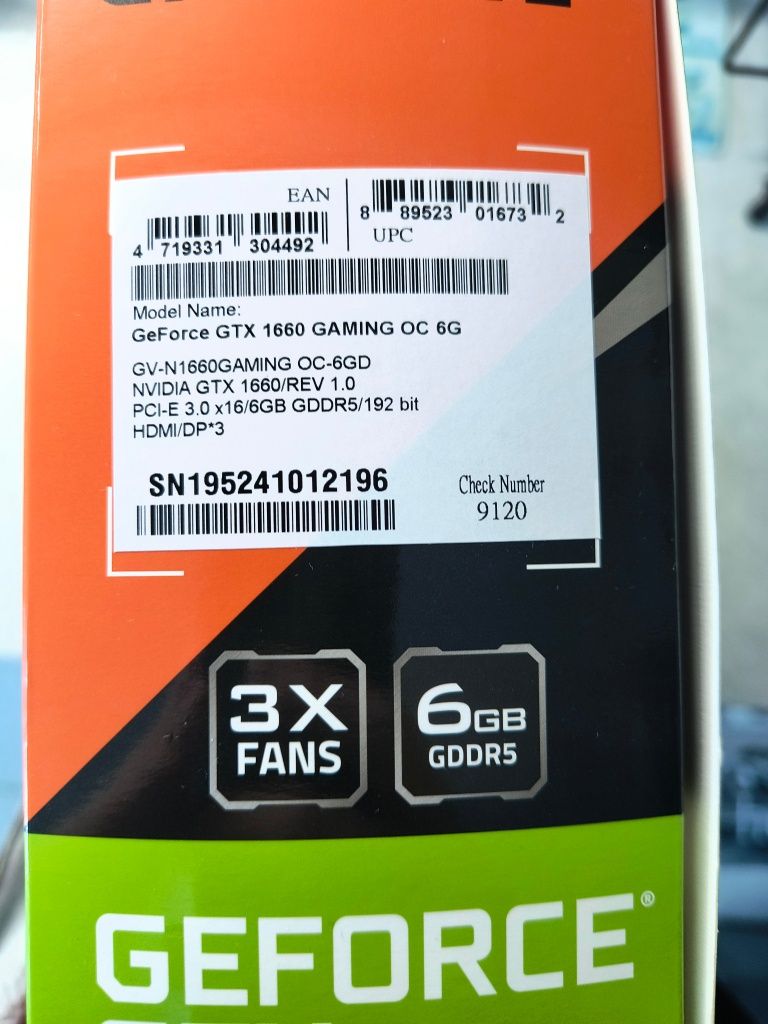 EAN
4 719331 304492
8 89523 01673 2
UPC
Model Name:
GeForce GTX 1660 GAMING OC 6G
GV-N1660GAMING OC-6GD
NVIDIA GTX 1660/REV 1.0
PCI-E 3.0 x16/6GB GDDR5/192 bit
HDMI/DP*3
SN195241012196
Check Number
9120
3X
FANS
6GB
GDDR5
GEFORCE®